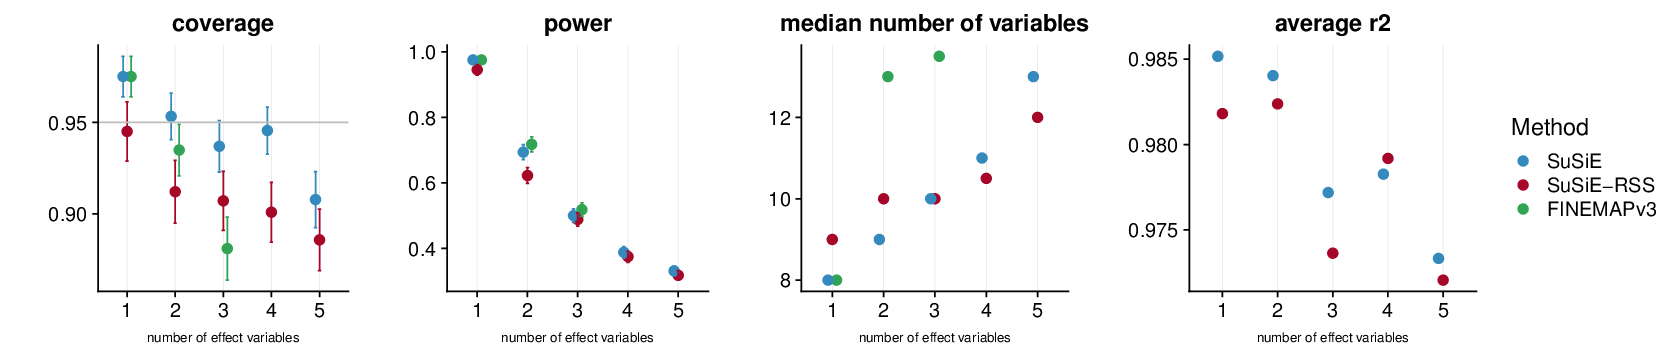 coverage
0.95
0.90
1
2
3
4
5
number of effect variables
power
1.0
0.8
0.6
0.4
1
2
3
4
5
number of effect variables
median number of variables
12
10
8
1
2
3
4
5
number of effect variables
average r2
0.985
0.980
0.975
1
2
3
4
5
number of effect variables
Method
SuSiE
SuSiE−RSS
FINEMAPv3